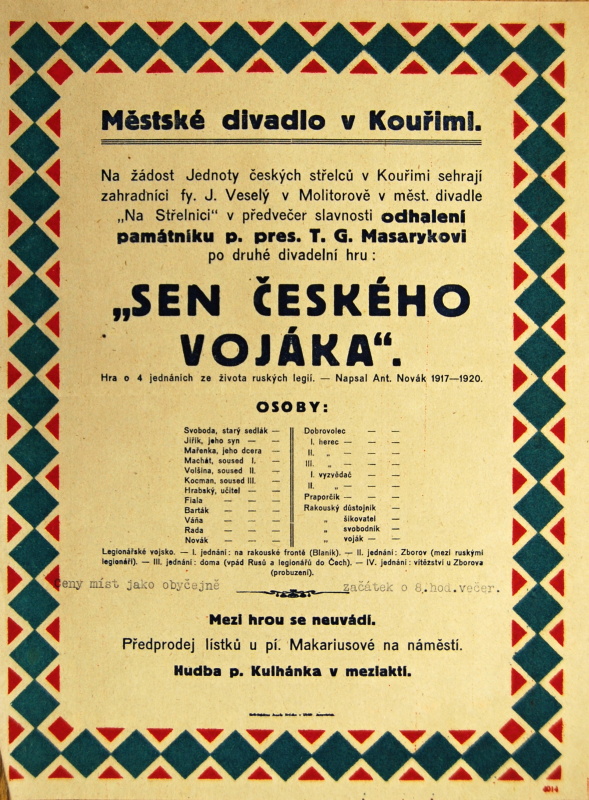 Městské divadlo v Kouřimi.
Na žádost Jednoty českých střelců v Kouřimi sehrají
zahradníci fy. J. Veselý v Molitorově v měst. divadle
„Na Střelnici“ v předvečer slavnosti odhalení
památníku p. pres. T. G. Masarykovi
po druhé divadelní hru:
„SEN ČESKÉHO
VOJÁKA“.
Hra o 4 jednáních ze života ruských legií. — Napsal Ant. Novák 1917—1920.
OSOBY:
Svoboda, starý sedlák —
Jiřík, jeho syn — —
Mařenka, jeho dcera —
Machát, soused I. —
Volšina, soused II. —
Kocman, soused III. —
Hrabský, učitel — —
Fiala — — —
Barták — — —
Váňa — — —
Rada — — —
Novák — — —
Dobrovolec — —
I. herec — — —
II. „ — — —
III. „ — — —
I. vyzvědač — —
II. „ — — —
Praporčík — — —
Rakouský důstojník —
„ šikovatel —
„ svobodník —
„ voják — —
Legionářské vojsko. — I. jednání: na rakouské frontě (Blaník). — II. jednání: Zborov (mezi ruskými
legionáři). — III. jednání: doma (vpád Rusů a legionářů do Čech). — IV. jednání: vítězství u Zborova
(probuzení).
Ceny míst jako obyčejně
začátek o 8.hod.večer.
Mezi hrou se neuvádí.
Předprodej lístků u pí. Makariusové na náměstí.
Hudba p. Kulhánka v meziaktí.